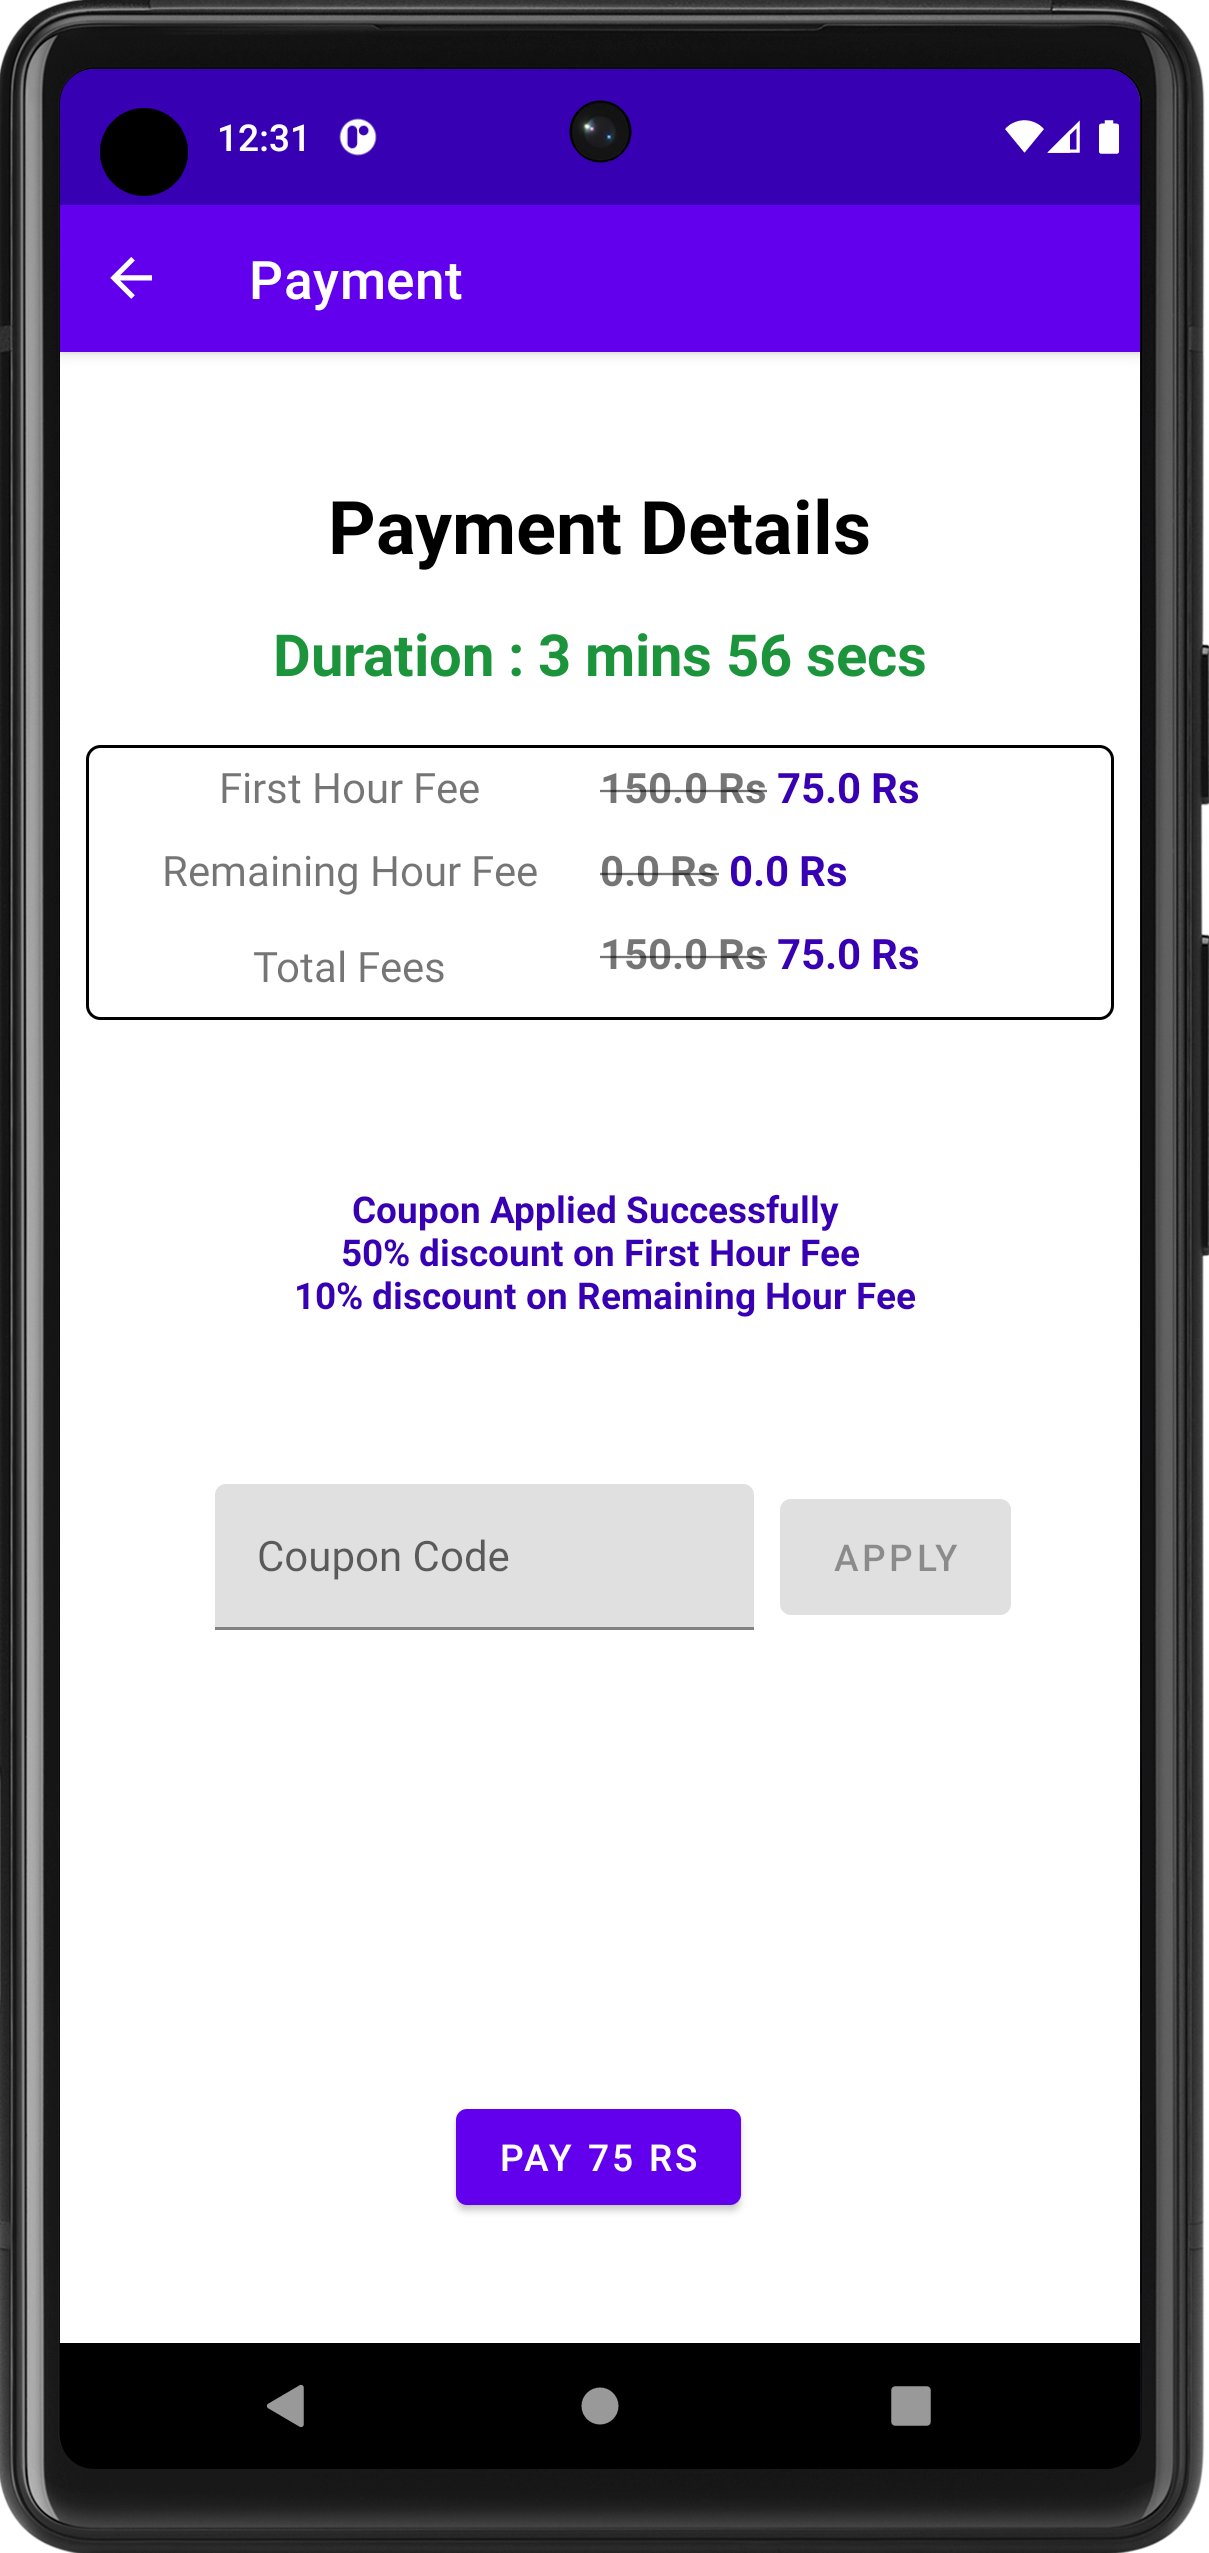 12:31
Payment
Payment Details
Duration : 3 mins 56 secs
First Hour Fee 150.0 Rs 75.0 Rs
Remaining Hour Fee 0.0 Rs 0.0 Rs
Total Fees 150.0 Rs 75.0 Rs
Coupon Applied Successfully
50% discount on First Hour Fee
10% discount on Remaining Hour Fee
Coupon Code APPLY
PAY 75 RS